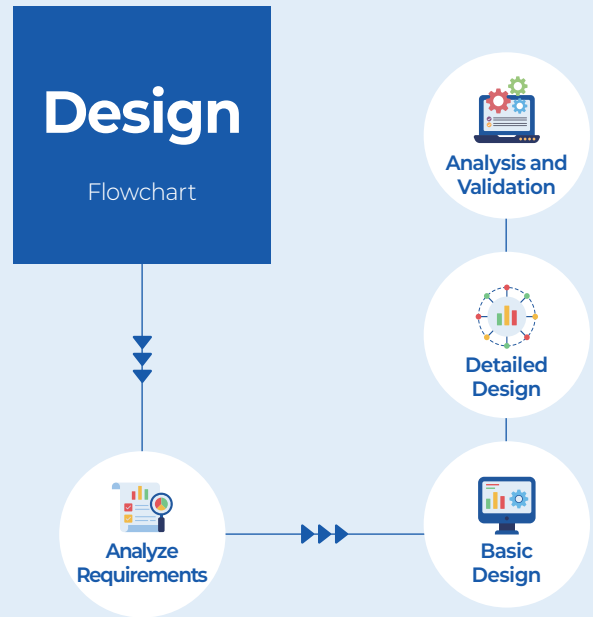 Design
Flowchart
Analyze
Requirements
Basic
Design
Detailed
Design
Analysis and
Validation